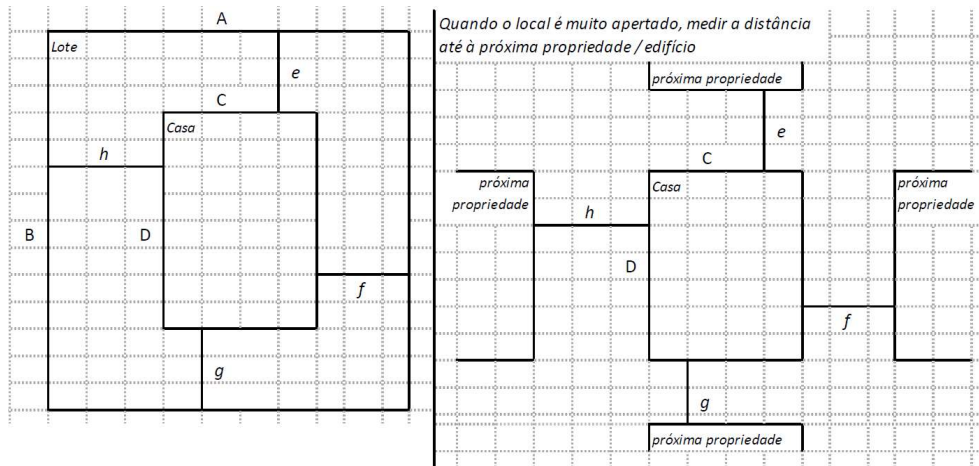 A
Lote
e
C
Casa
h
B
D
f
g
Quando o local é muito apertado, medir a distância
até à próxima propriedade / edifício
próxima propriedade
e
C
próxima
propriedade
Casa
próxima
propriedade
h
D
f
g
próxima propriedade